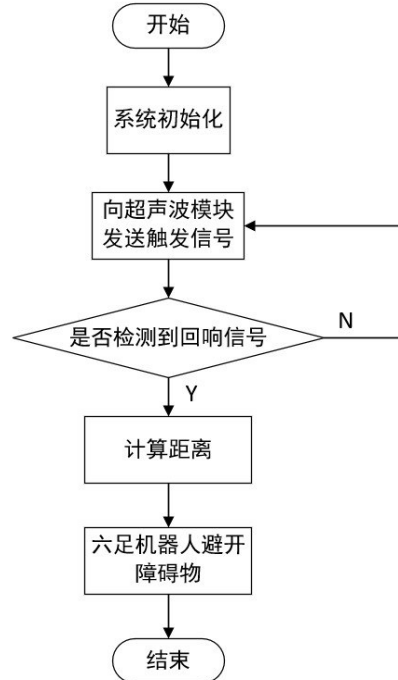 开始
系统初始化
向超声波模块
发送触发信号
是否检测到回响信号
N
Y
计算距离
六足机器人避开
障碍物
结束